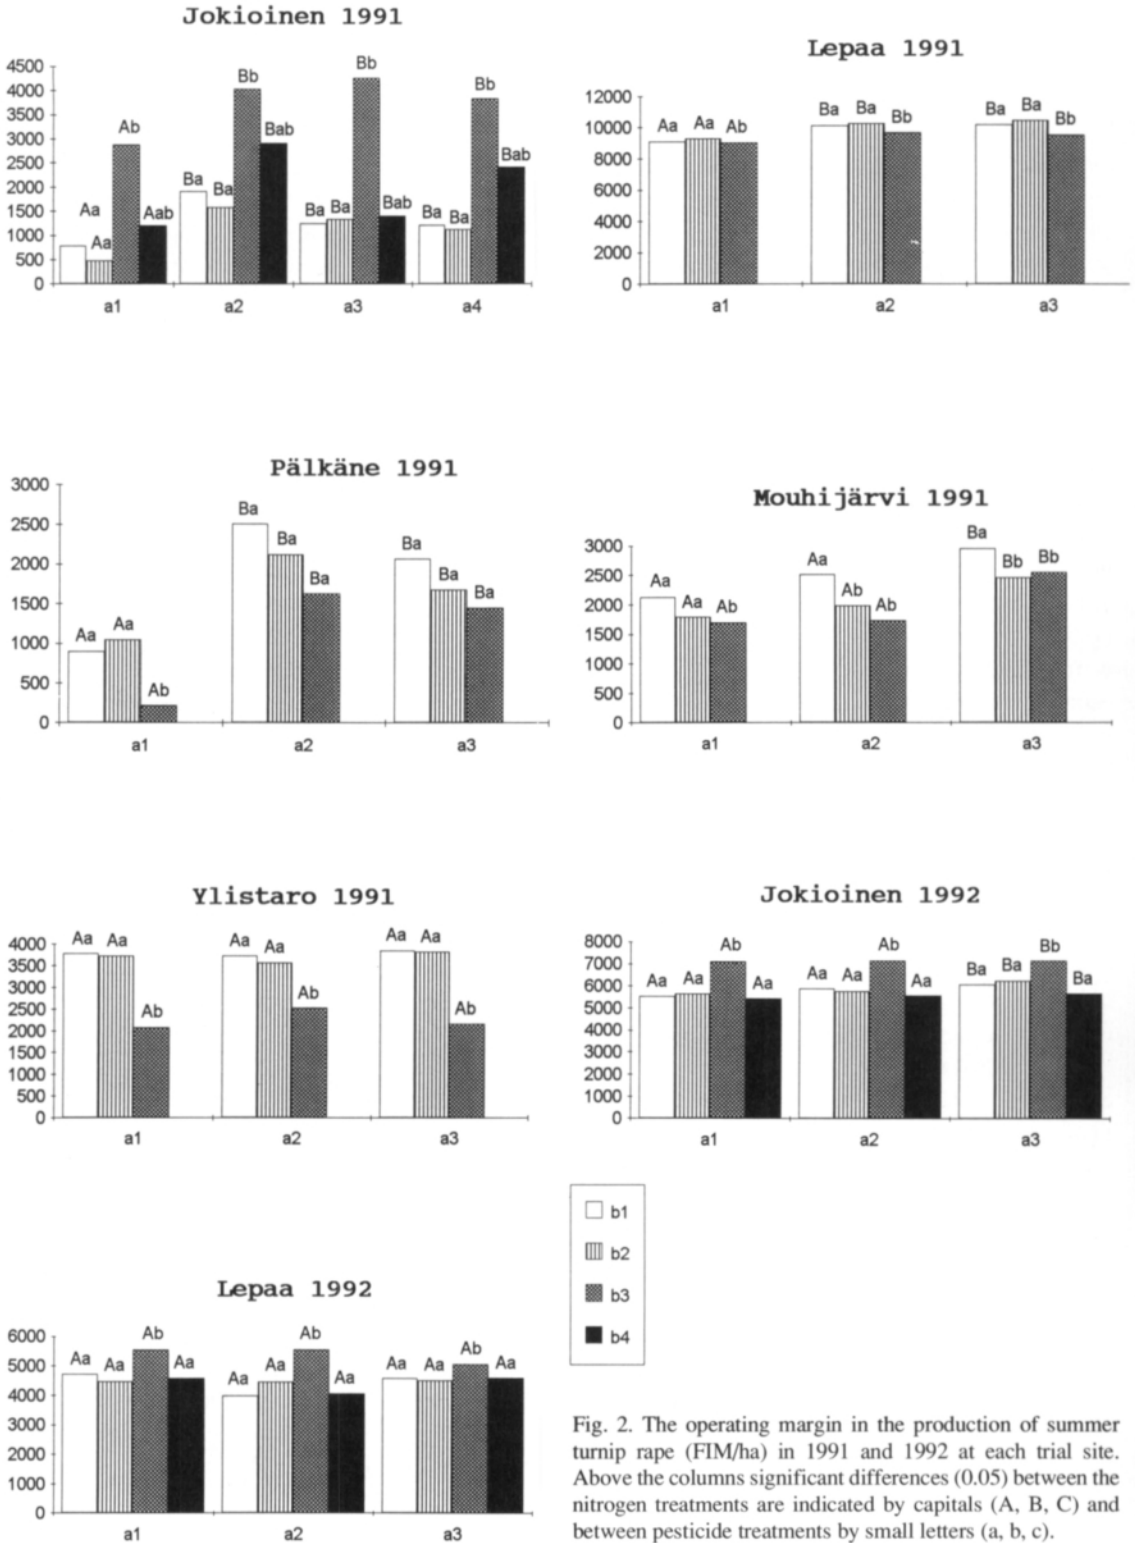 Jokioinen 1991
4500
4000
3500
3000
2500
2000
1500
1000
500
0
Aa
Aa
Ab
Aab
Ba
Ba
Bb
Bab
Ba
Ba
Bb
Bab
Ba
Ba
Bb
Bab
a1
a2
a3
a4
Lepaa 1991
12000
10000
8000
6000
4000
2000
0
Aa
Aa
Ab
Ba
Ba
Bb
Ba
Ba
Bb
a1
a2
a3
Pälkäne 1991
3000
2500
2000
1500
1000
500
0
Aa
Aa
Ab
Ba
Ba
Ba
Ba
Ba
Ba
a1
a2
a3
Mouhijärvi 1991
3000
2500
2000
1500
1000
500
0
Aa
Aa
Ab
Aa
Ab
Ab
Ba
Bb
Bb
a1
a2
a3
Ylistaro 1991
4000
3500
3000
2500
2000
1500
1000
500
0
Aa
Aa
Ab
Aa
Aa
Ab
Aa
Aa
Ab
a1
a2
a3
Jokioinen 1992
8000
7000
6000
5000
4000
3000
2000
1000
0
Aa
Aa
Ab
Aa
Aa
Aa
Ab
Aa
Ba
Ba
Bb
Ba
a1
a2
a3
b1
b2
b3
b4
Lepaa 1992
6000
5000
4000
3000
2000
1000
0
Aa
Aa
Ab
Aa
Aa
Aa
Ab
Aa
Aa
Aa
Ab
Aa
a1
a2
a3
Fig. 2. The operating margin in the production of summer
turnip rape (FIM/ha) in 1991 and 1992 at each trial site.
Above the columns significant differences (0.05) between the
nitrogen treatments are indicated by capitals (A, B, C) and
between pesticide treatments by small letters (a, b, c).